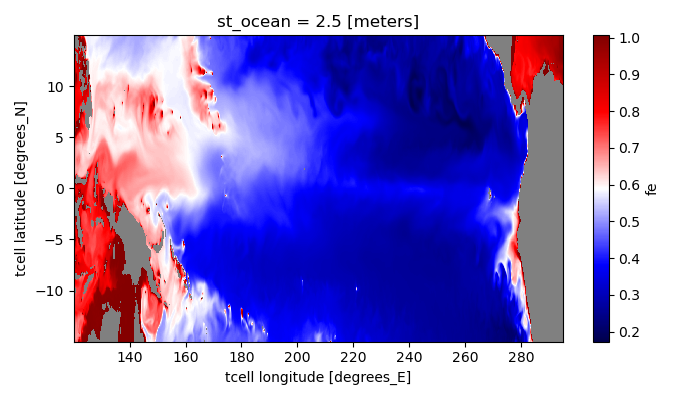 st_ocean = 2.5 [meters]
tcell latitude [degrees_N]
10
5
0
−5
−10
140 160 180 200 220 240 260 280
tcell longitude [degrees_E]
1.0
0.9
0.8
0.7
0.6
0.5
0.4
0.3
0.2
fe